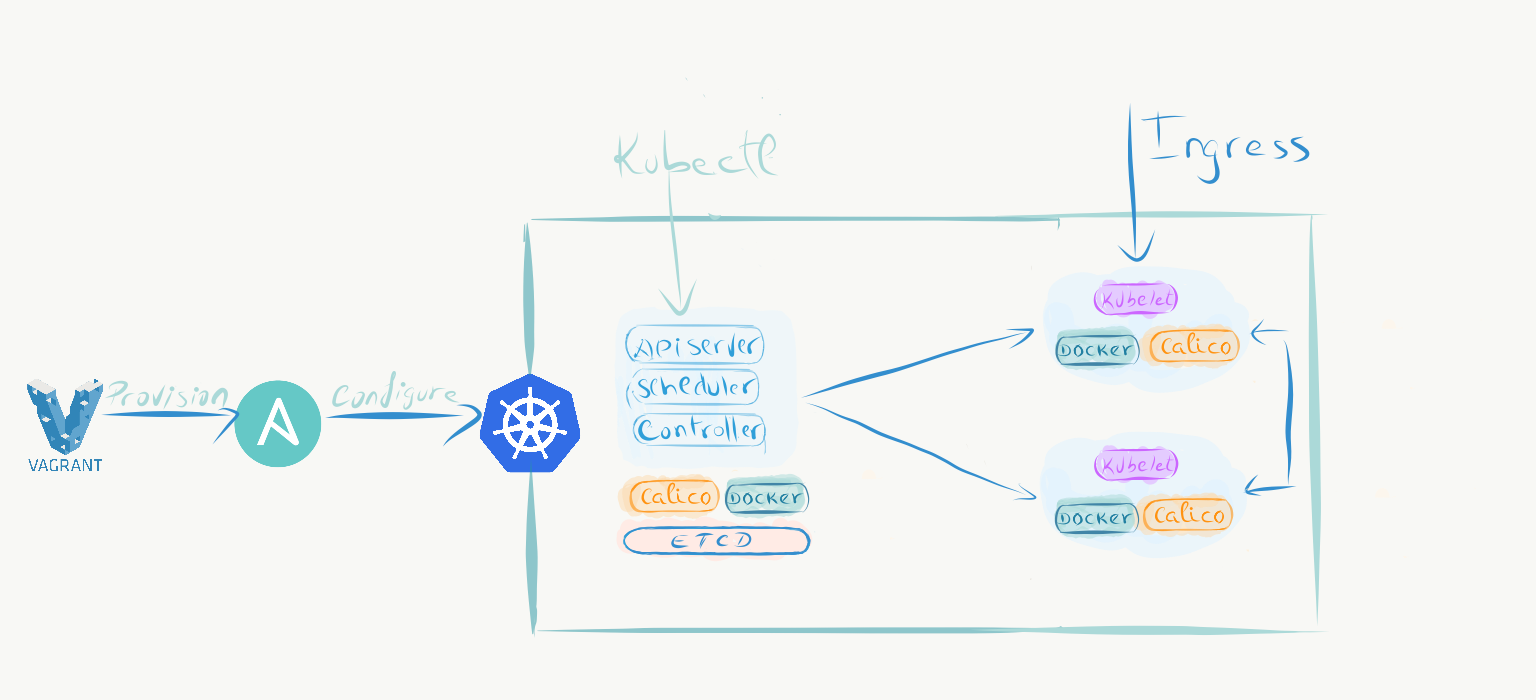 Kubectl
Ingress
Kubelet
Docker
Calico
Apiserver
Scheduler
Controller
Provision
Configure
VAGRANT
Kubelet
Calico
Docker
ETCD
Docker
Calico